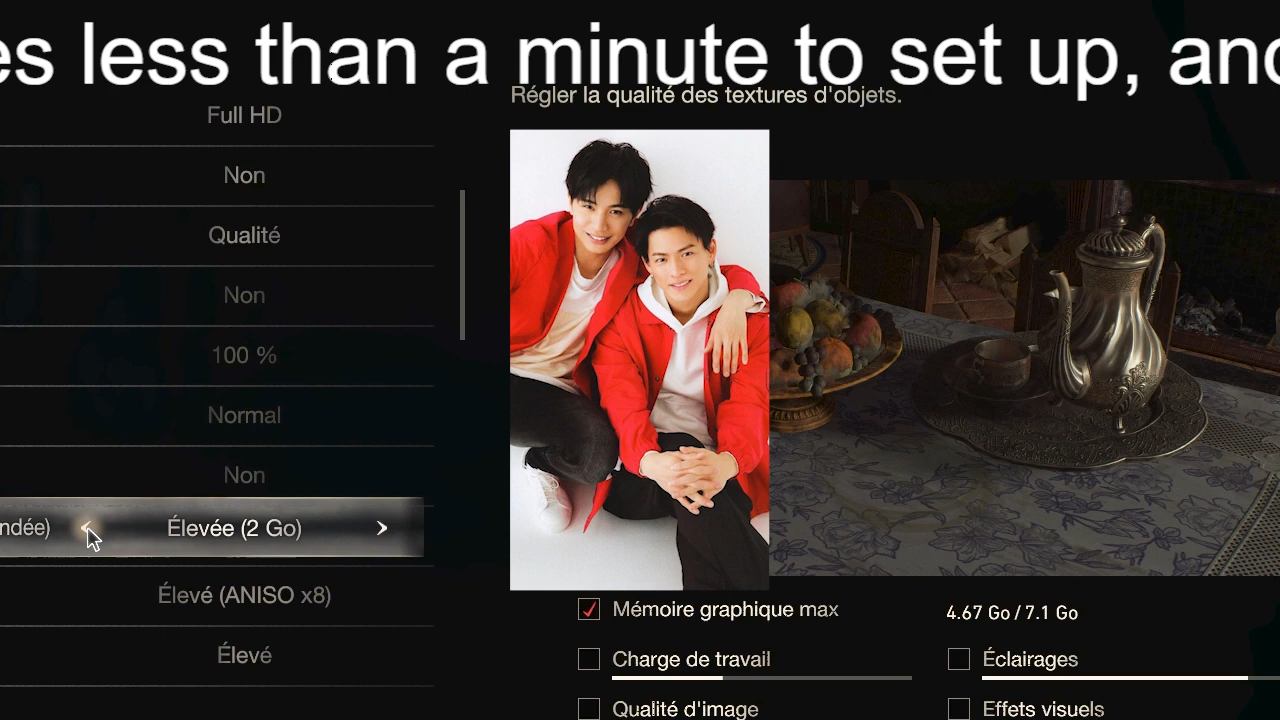 es less than a minute to set up, and
Régler la qualité des textures d'objets.
Full HD
Non
Qualité
Non
100 %
Normal
Non
ndée)
Élevée (2 Go)
Élevé (ANISO x8)
Élevé
Mémoire graphique max
4.67 Go / 7.1 Go
Charge de travail
Éclairages
Qualité d'image
Effets visuels